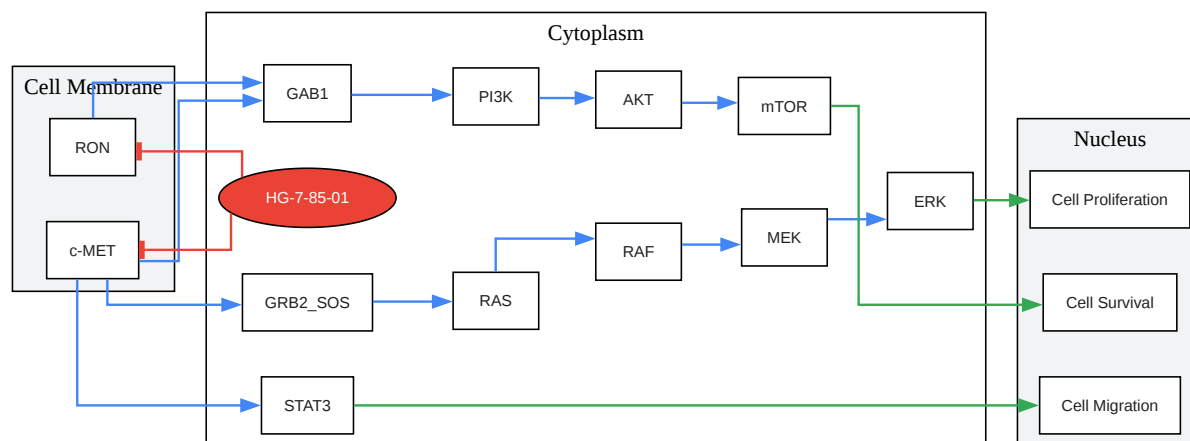 Cytoplasm
Cell Membrane
Nucleus
GAB1
PI3K
AKT
mTOR
RON
HG-7-85-01
ERK
Cell Proliferation
c-MET
GRB2_SOS
RAS
RAF
MEK
Cell Survival
STAT3
Cell Migration